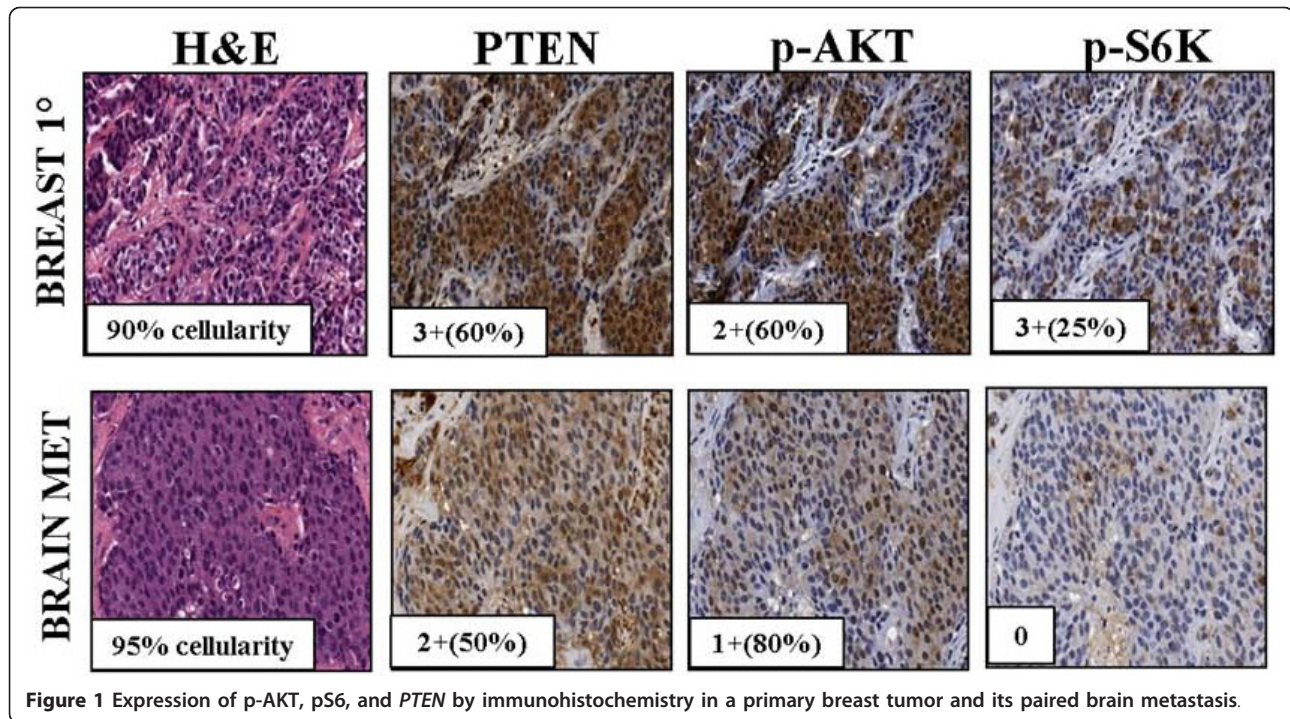 H&E PTEN p-AKT p-S6K
BREAST 1°
90% cellularity 3+(60%) 2+(60%) 3+(25%)
BRAIN MET
95% cellularity 2+(50%) 1+(80%) 0
Figure 1 Expression of p-AKT, pS6, and PTEN by immunohistochemistry in a primary breast tumor and its paired brain metastasis.